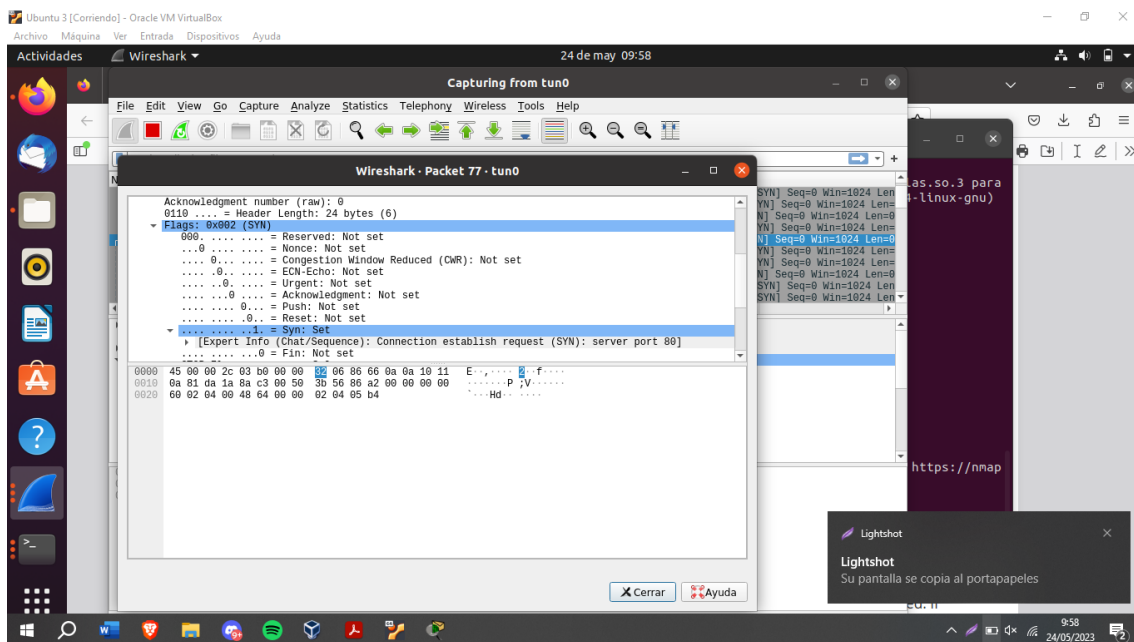 Ubuntu 3 [Corriendo] - Oracle VM VirtualBox
Archivo Máquina Ver Entrada Dispositivos Ayuda
Actividades Wireshark 24 de may 09:58
Capturing from tun0
File Edit View Go Capture Analyze Statistics Telephony Wireless Tools Help
Wireshark · Packet 77 · tun0
Acknowledgment number (raw): 0
0110 .... = Header Length: 24 bytes (6)
Flags: 0x002 (SYN)
000. .... .... = Reserved: Not set
...0 .... .... = Nonce: Not set
.... 0... .... = Congestion Window Reduced (CWR): Not set
.... .0.. .... = ECN-Echo: Not set
.... ..0. .... = Urgent: Not set
.... ...0 .... = Acknowledgment: Not set
.... .... 0... = Push: Not set
.... .... .0.. = Reset: Not set
.... .... ..1. = Syn: Set
[Expert Info (Chat/Sequence): Connection establish request (SYN): server port 80]
.... .... ...0 = Fin: Not set
0000 45 00 00 2c 03 b0 00 00 32 06 86 66 0a 0a 10 11 E··,···· 2··f····
0010 0a 81 da 1a 8a c3 00 50 3b 56 86 a2 00 00 00 00 ·······P ;V······
0020 60 02 04 00 48 64 00 00 02 04 05 b4 `···Hd·· ····
SYN] Seq=0 Win=1024 Len
YN] Seq=0 Win=1024 Len=
N] Seq=0 Win=1024 Len=0
YN] Seq=0 Win=1024 Len=
N] Seq=0 Win=1024 Len=0
YN] Seq=0 Win=1024 Len=
YN] Seq=0 Win=1024 Len=
N] Seq=0 Win=1024 Len=0
SYN] Seq=0 Win=1024 Len
SYN] Seq=0 Win=1024 Len
as.so.3 para
-linux-gnu)
https://nmap
Cerrar Ayuda
Lightshot
Lightshot
Su pantalla se copia al portapapeles
9:58
24/05/2023